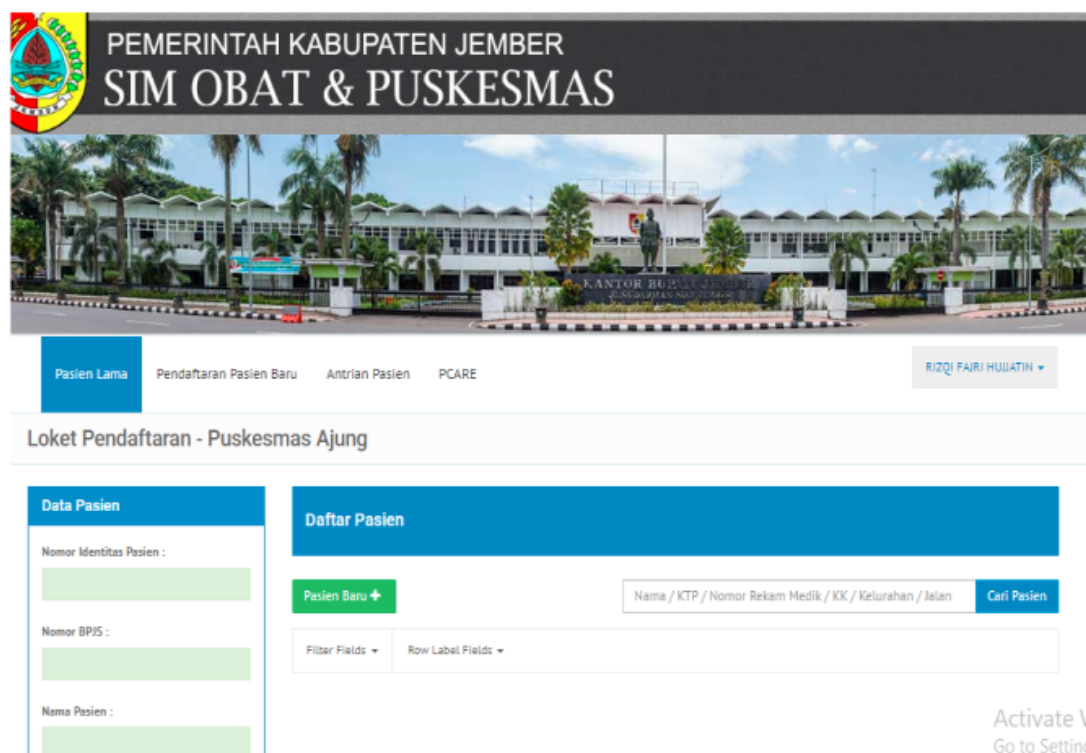 PEMERINTAH KABUPATEN JEMBER
SIM OBAT & PUSKESMAS
JEMBER
KANTOR BUPATI JEMBER
Pasien Lama
Pendaftaran Pasien Baru
Antrian Pasien
PCARE
RIZQI FAJRI HUJJATIN
Loket Pendaftaran - Puskesmas Ajung
Data Pasien
Nomor Identitas Pasien :
Nomor BPJS :
Nama Pasien :
Daftar Pasien
Pasien Baru +
Nama / KTP / Nomor Rekam Medik / KK / Kelurahan / Jalan
Cari Pasien
Filter Fields
Row Label Fields
Activate
Go to Setting